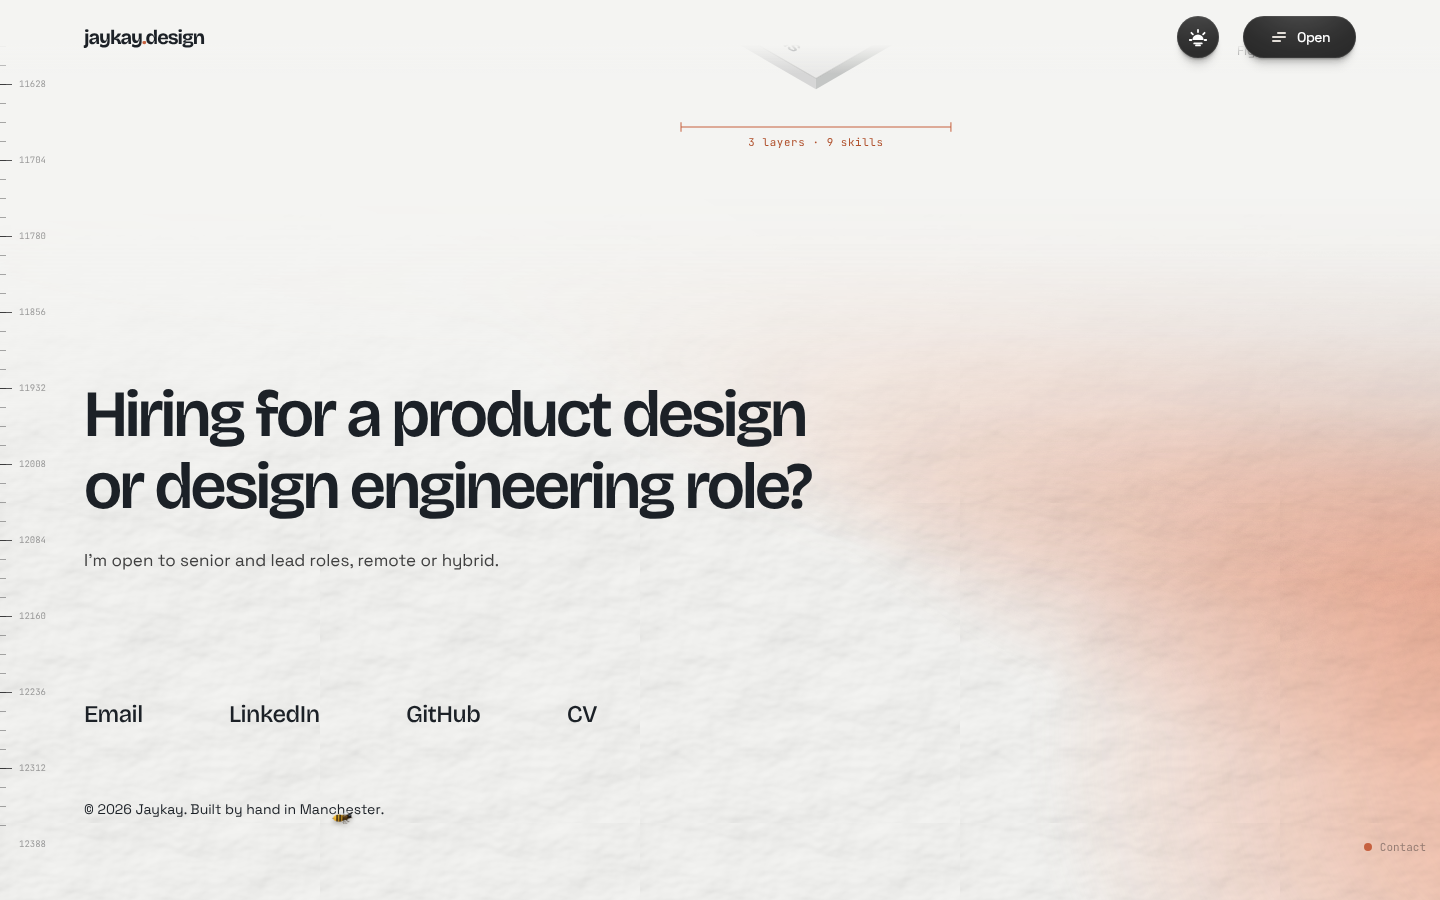 jaykay.design
Open
11628
3 layers · 9 skills
11704
11780
11856
11932
Hiring for a product design
or design engineering role?
12008
12084
I'm open to senior and lead roles, remote or hybrid.
12160
12236
Email LinkedIn GitHub CV
12312
© 2026 Jaykay. Built by hand in Manchester.
12388
Contact